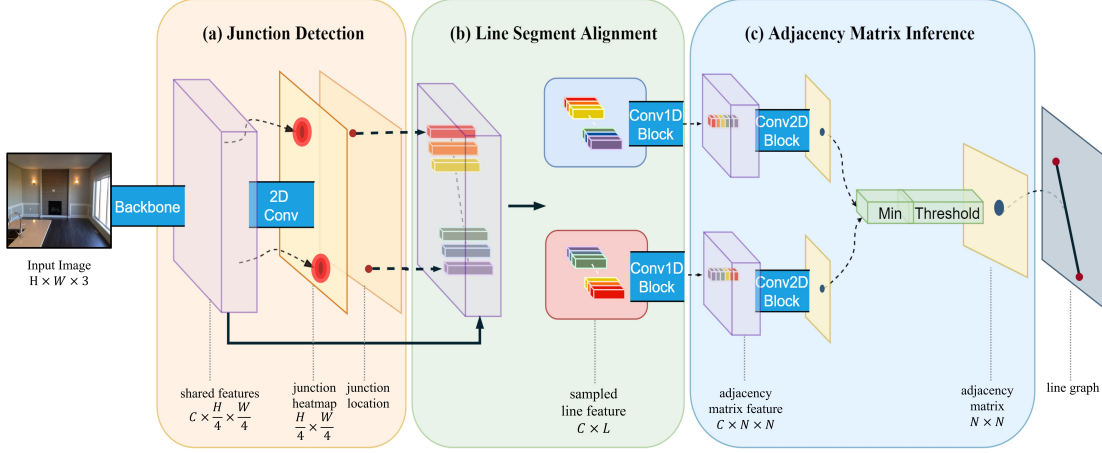 (a) Junction Detection
(b) Line Segment Alignment
(c) Adjacency Matrix Inference
Backbone
2D
Conv
Conv1D
Block
Conv2D
Block
Conv1D
Block
Conv2D
Block
Min
Threshold
Input Image
H × W × 3
shared features
C × H/4 × W/4
junction
heatmap
H/4 × W/4
junction
location
sampled
line feature
C × L
adjacency
matrix feature
C × N × N
adjacency
matrix
N × N
line graph